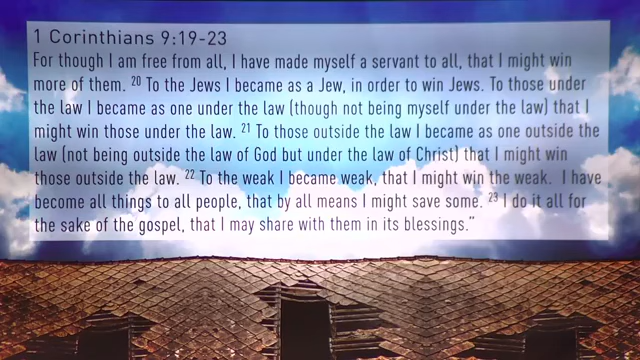 1 Corinthians 9:19-23
For though I am free from all, I have made myself a servant to all, that I might win
more of them. 20 To the Jews I became as a Jew, in order to win Jews. To those under
the law I became as one under the law (though not being myself under the law) that I
might win those under the law. 21 To those outside the law I became as one outside the
law (not being outside the law of God but under the law of Christ) that I might win
those outside the law. 22 To the weak I became weak, that I might win the weak.  I have
become all things to all people, that by all means I might save some. 23 I do it all for
the sake of the gospel, that I may share with them in its blessings.”